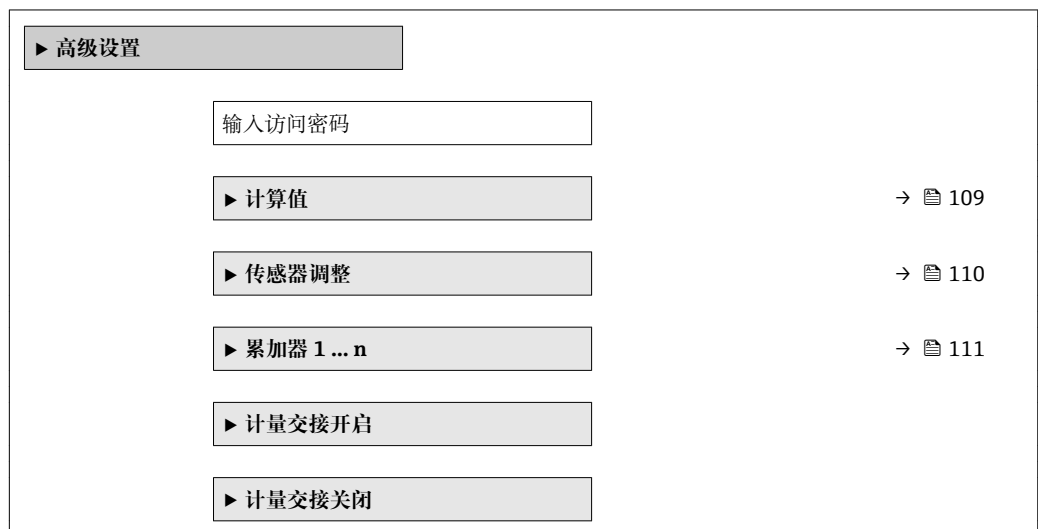 ▶ 高级设置
输入访问密码
▶ 计算值 → 🖹 109
▶ 传感器调整 → 🖹 110
▶ 累加器 1 … n → 🖹 111
▶ 计量交接开启
▶ 计量交接关闭